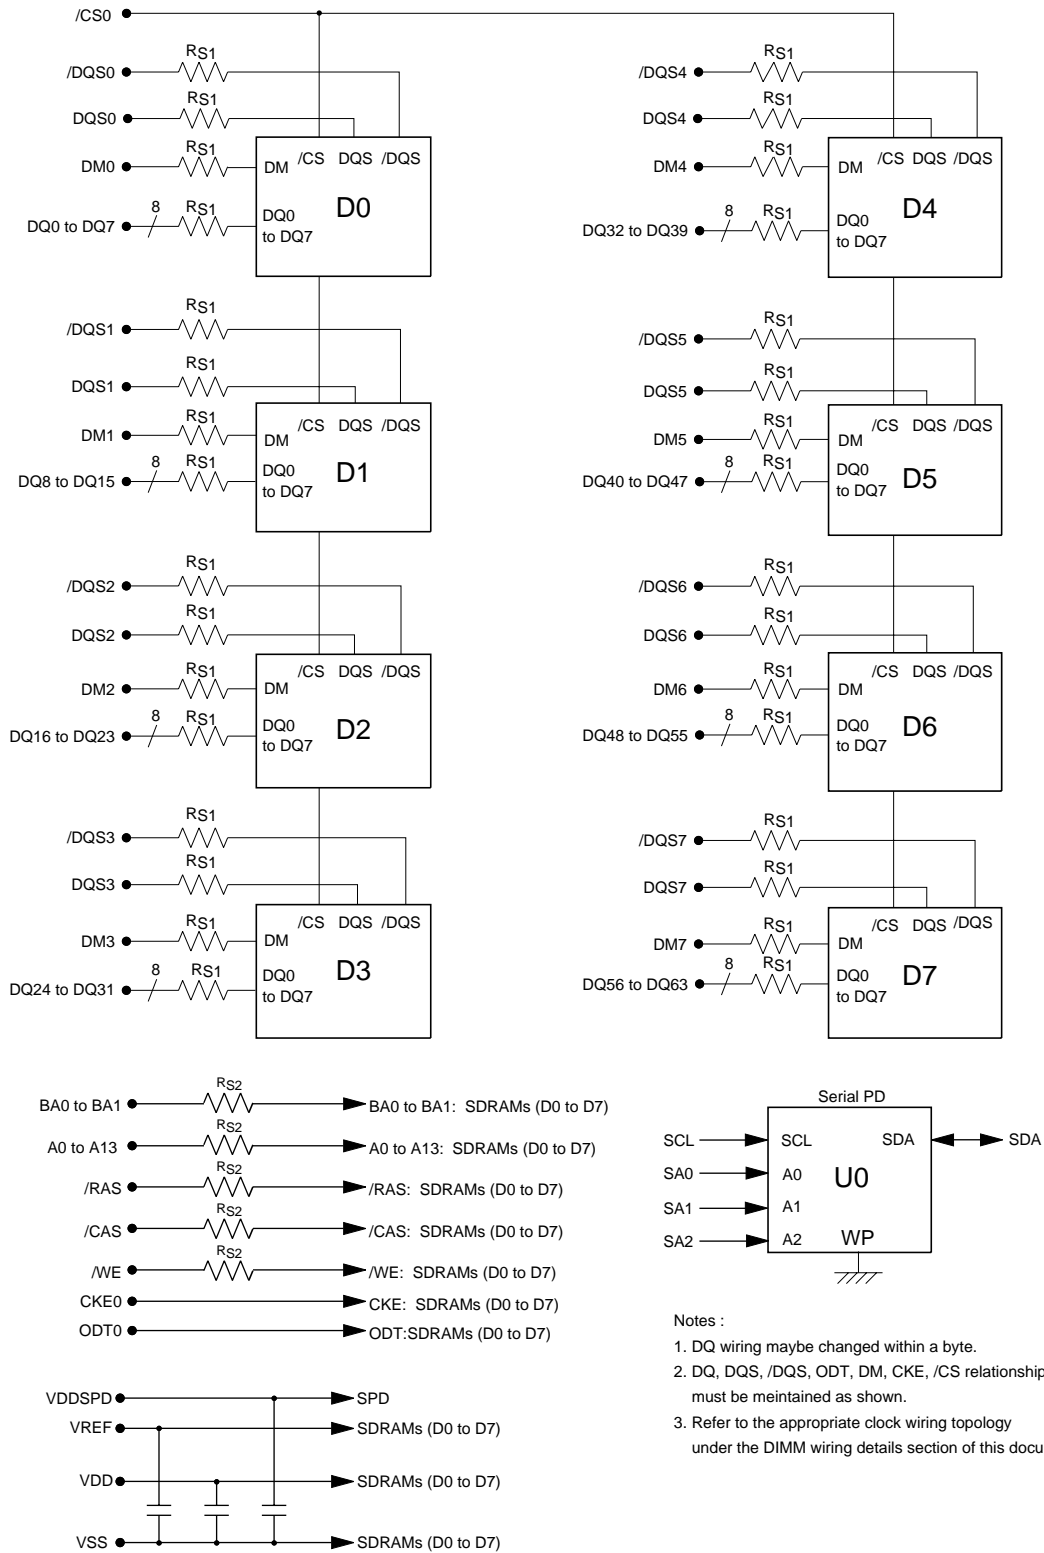 /CS0
RS1
/DQS0
RS1
DQS0
RS1
DM0
8 RS1
DQ0 to DQ7
/CS DQS /DQS
DM
D0
DQ0
to DQ7
RS1
/DQS4
RS1
DQS4
RS1
DM4
8 RS1
DQ32 to DQ39
/CS DQS /DQS
DM
D4
DQ0
to DQ7
RS1
/DQS1
RS1
DQS1
RS1
DM1
8 RS1
DQ8 to DQ15
/CS DQS /DQS
DM
D1
DQ0
to DQ7
RS1
/DQS5
RS1
DQS5
RS1
DM5
8 RS1
DQ40 to DQ47
/CS DQS /DQS
DM
D5
DQ0
to DQ7
RS1
/DQS2
RS1
DQS2
RS1
DM2
8 RS1
DQ16 to DQ23
/CS DQS /DQS
DM
D2
DQ0
to DQ7
RS1
/DQS6
RS1
DQS6
RS1
DM6
8 RS1
DQ48 to DQ55
/CS DQS /DQS
DM
D6
DQ0
to DQ7
RS1
/DQS3
RS1
DQS3
RS1
DM3
8 RS1
DQ24 to DQ31
/CS DQS /DQS
DM
D3
DQ0
to DQ7
RS1
/DQS7
RS1
DQS7
RS1
DM7
8 RS1
DQ56 to DQ63
/CS DQS /DQS
DM
D7
DQ0
to DQ7
RS2
BA0 to BA1 BA0 to BA1: SDRAMs (D0 to D7)
RS2
A0 to A13 A0 to A13: SDRAMs (D0 to D7)
RS2
/RAS /RAS: SDRAMs (D0 to D7)
RS2
/CAS /CAS: SDRAMs (D0 to D7)
RS2
/WE /WE: SDRAMs (D0 to D7)
CKE0 CKE: SDRAMs (D0 to D7)
ODT0 ODT:SDRAMs (D0 to D7)
VDDSPD SPD
VREF SDRAMs (D0 to D7)
VDD SDRAMs (D0 to D7)
VSS SDRAMs (D0 to D7)
Serial PD
SCL SCL SDA SDA
SA0 A0 U0
SA1 A1
SA2 A2 WP
Notes :
1. DQ wiring maybe changed within a byte.
2. DQ, DQS, /DQS, ODT, DM, CKE, /CS relationship
must be meintained as shown.
3. Refer to the appropriate clock wiring topology
under the DIMM wiring details section of this docu